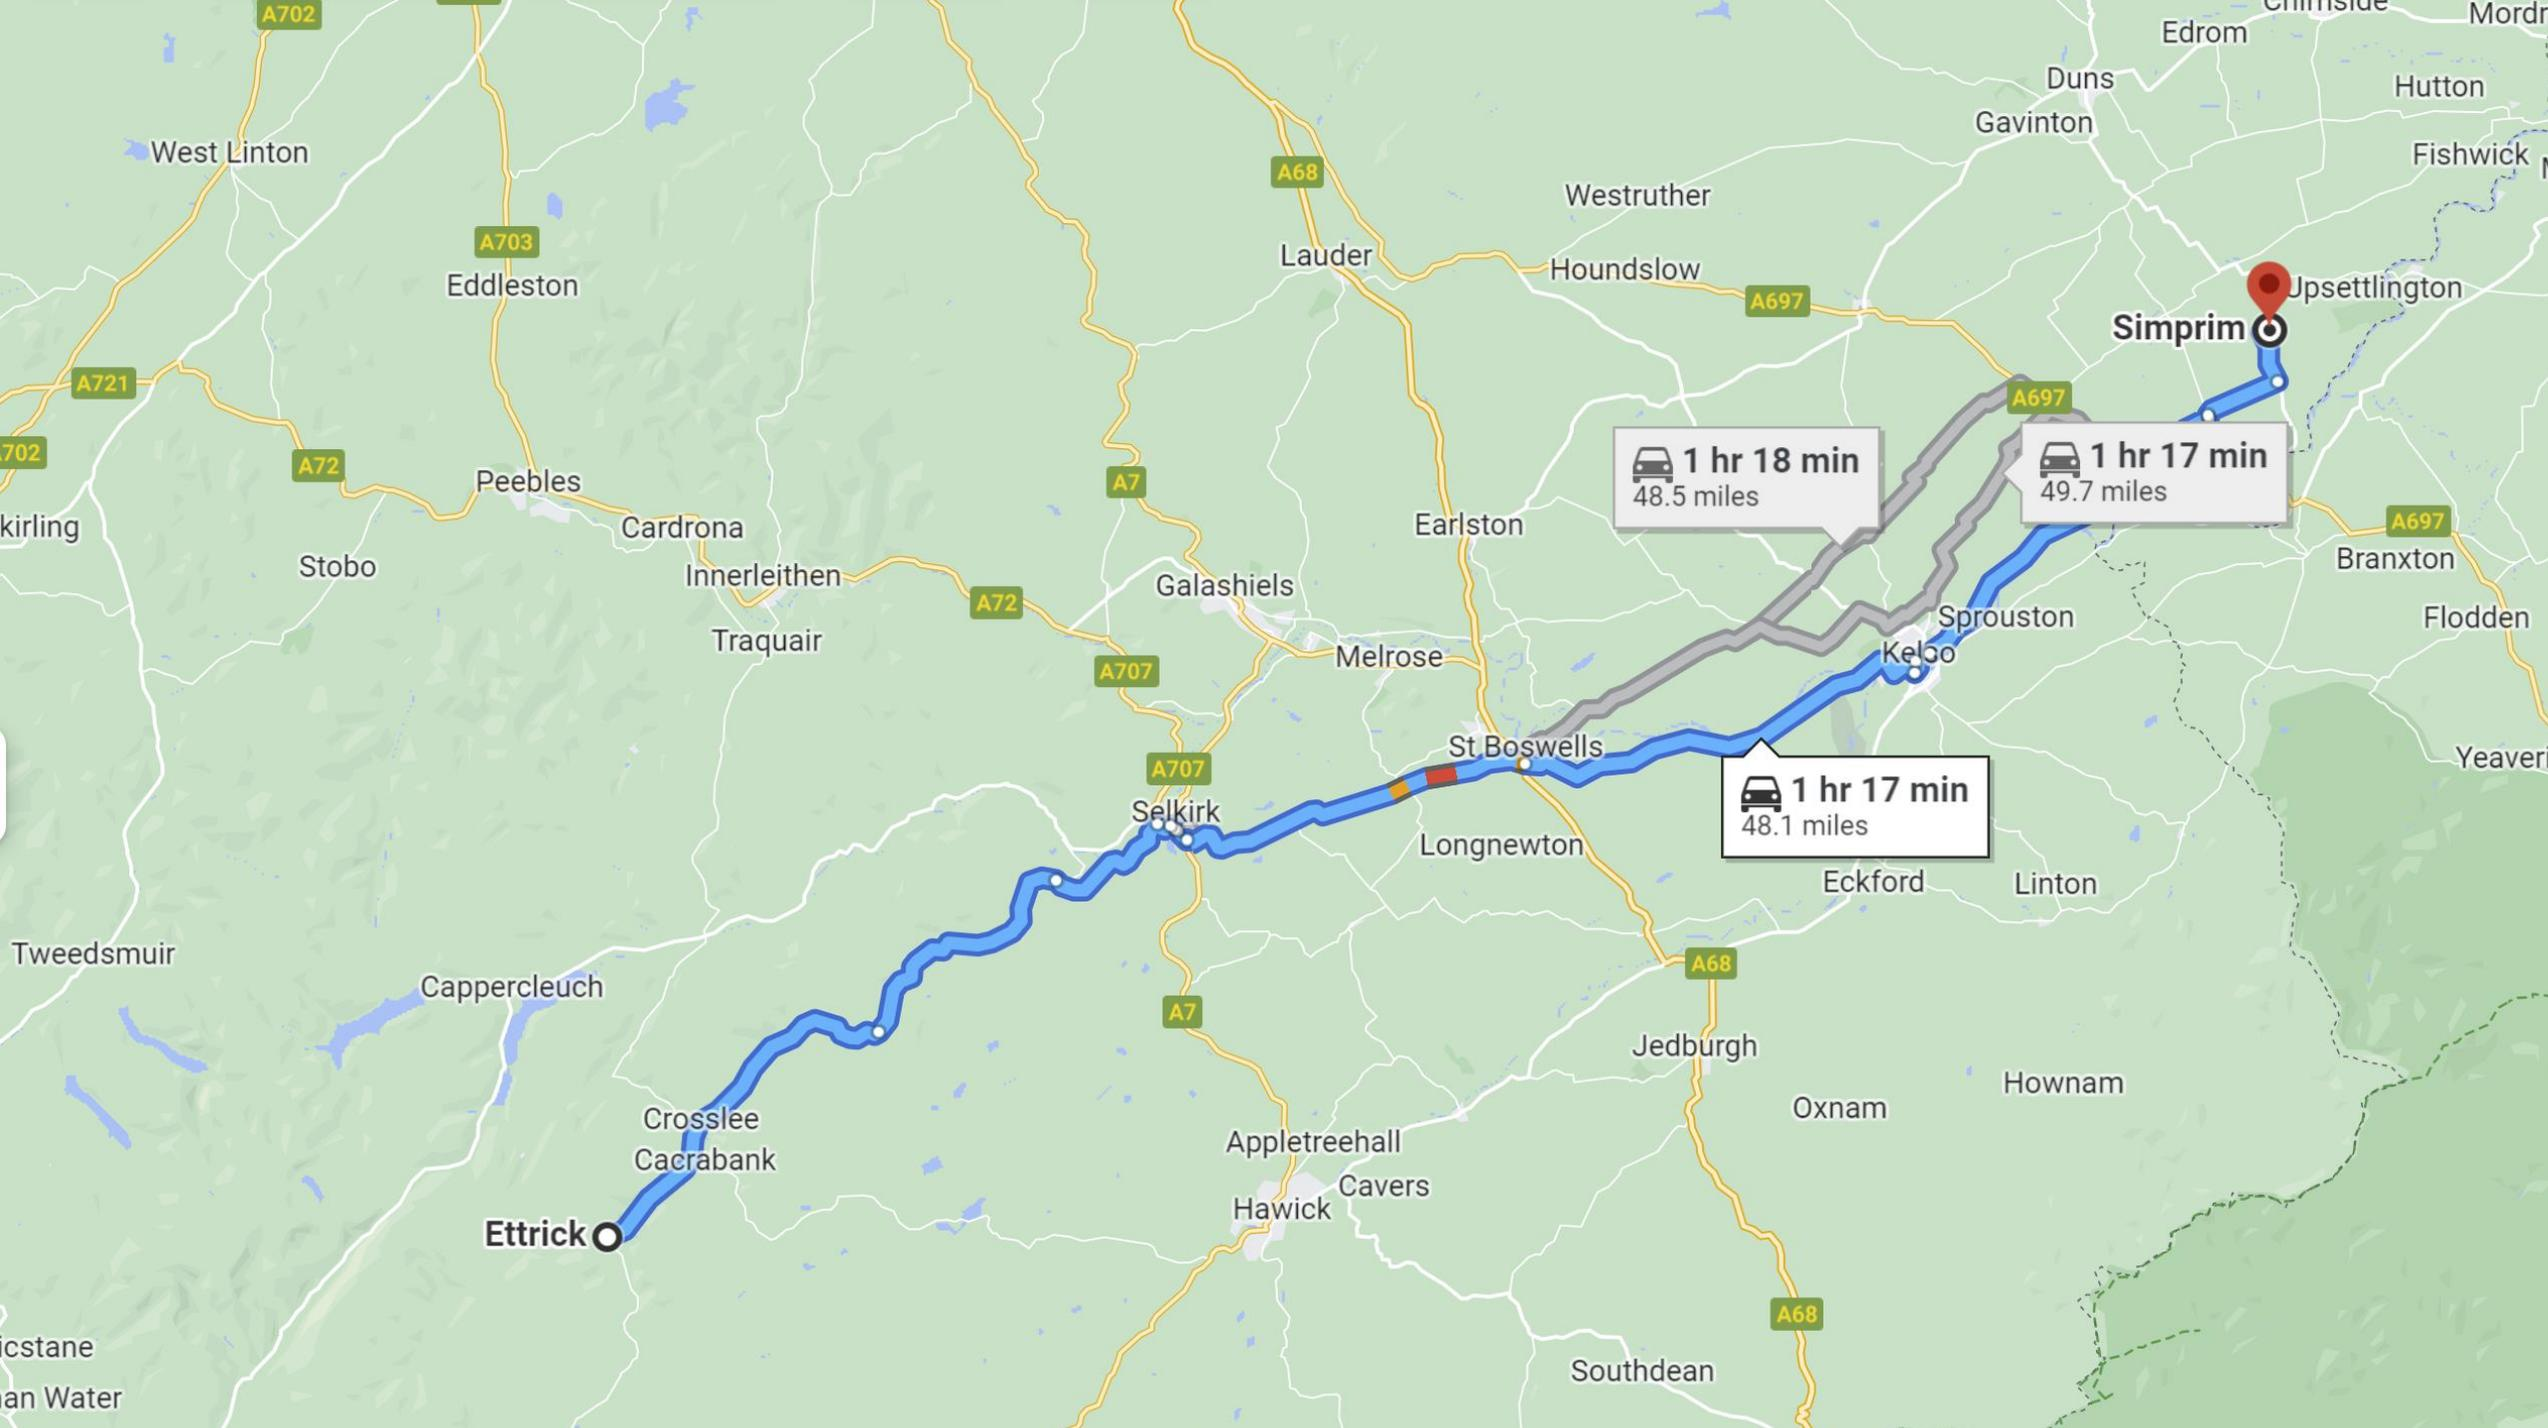 A702
Chirnside
Mordr
Edrom
Duns
Hutton
Gavinton
West Linton
Fishwick
A68
Westruther
A703
Lauder
Houndslow
Eddleston
A697
Upsettlington
Simprim
A721
A697
702
A72
Peebles
A7
1 hr 18 min
48.5 miles
1 hr 17 min
49.7 miles
kirling
Cardrona
Earlston
A697
Branxton
Stobo
Innerleithen
A72
Galashiels
Sprouston
Flodden
Traquair
A707
Melrose
Kelso
St Boswells
A707
Yeaveri
1 hr 17 min
48.1 miles
Selkirk
Longnewton
Eckford
Linton
Tweedsmuir
Cappercleuch
A68
A7
Jedburgh
Hownam
Crosslee
Oxnam
Cacrabank
Appletreehall
Cavers
Hawick
Ettrick
A68
icstane
Southdean
an Water